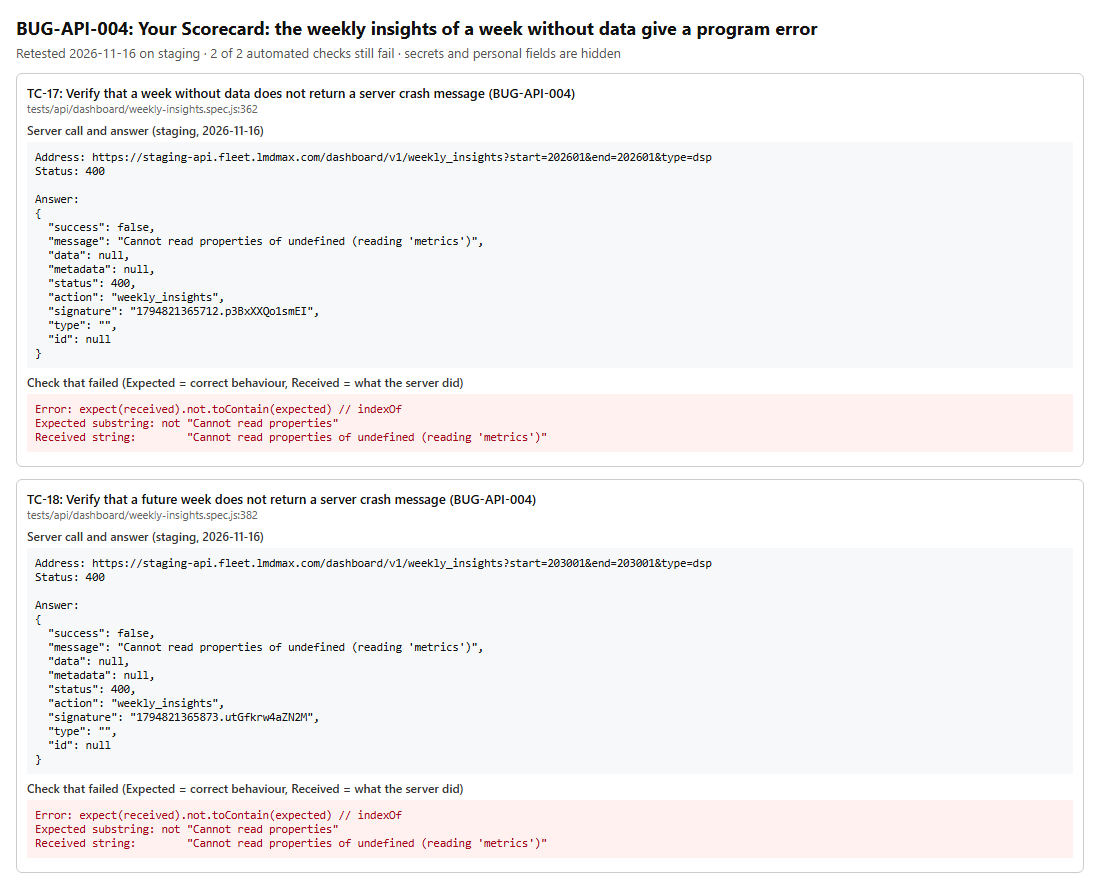 BUG-API-004: Your Scorecard: the weekly insights of a week without data give a program error
Retested 2026-11-16 on staging · 2 of 2 automated checks still fail · secrets and personal fields are hidden
TC-17: Verify that a week without data does not return a server crash message (BUG-API-004)
tests/api/dashboard/weekly-insights.spec.js:362
Server call and answer (staging, 2026-11-16)
Address: https://staging-api.fleet.lmdmax.com/dashboard/v1/weekly_insights?start=202601&end=202601&type=dsp
Status: 400
Answer:
{
  "success": false,
  "message": "Cannot read properties of undefined (reading 'metrics')",
  "data": null,
  "metadata": null,
  "status": 400,
  "action": "weekly_insights",
  "signature": "1794821365712.p3BxXXQo1smEI",
  "type": "",
  "id": null
}
Check that failed (Expected = correct behaviour, Received = what the server did)
Error: expect(received).not.toContain(expected) // indexOf
Expected substring: not "Cannot read properties"
Received string:        "Cannot read properties of undefined (reading 'metrics')"
TC-18: Verify that a future week does not return a server crash message (BUG-API-004)
tests/api/dashboard/weekly-insights.spec.js:382
Server call and answer (staging, 2026-11-16)
Address: https://staging-api.fleet.lmdmax.com/dashboard/v1/weekly_insights?start=203001&end=203001&type=dsp
Status: 400
Answer:
{
  "success": false,
  "message": "Cannot read properties of undefined (reading 'metrics')",
  "data": null,
  "metadata": null,
  "status": 400,
  "action": "weekly_insights",
  "signature": "1794821365873.utGfkrw4aZN2M",
  "type": "",
  "id": null
}
Check that failed (Expected = correct behaviour, Received = what the server did)
Error: expect(received).not.toContain(expected) // indexOf
Expected substring: not "Cannot read properties"
Received string:        "Cannot read properties of undefined (reading 'metrics')"